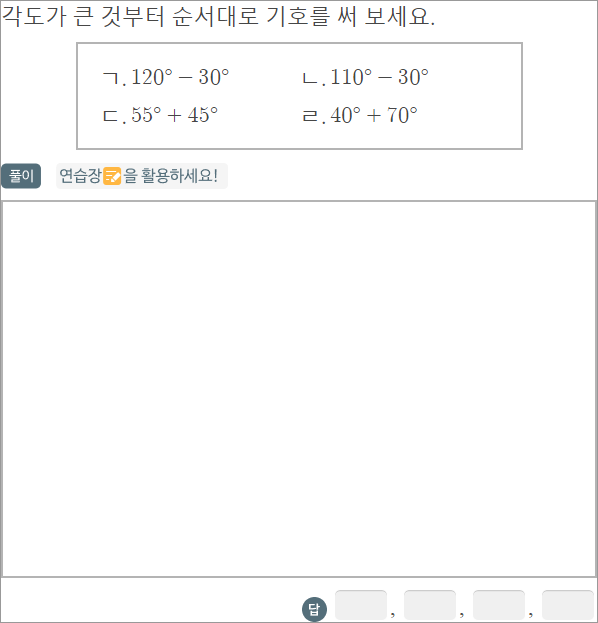 각도가 큰 것부터 순서대로 기호를 써 보세요.
ㄱ. 120° − 30° ㄴ. 110° − 30°
ㄷ. 55° + 45° ㄹ. 40° + 70°
풀이 연습장📝을 활용하세요!
답 , , ,